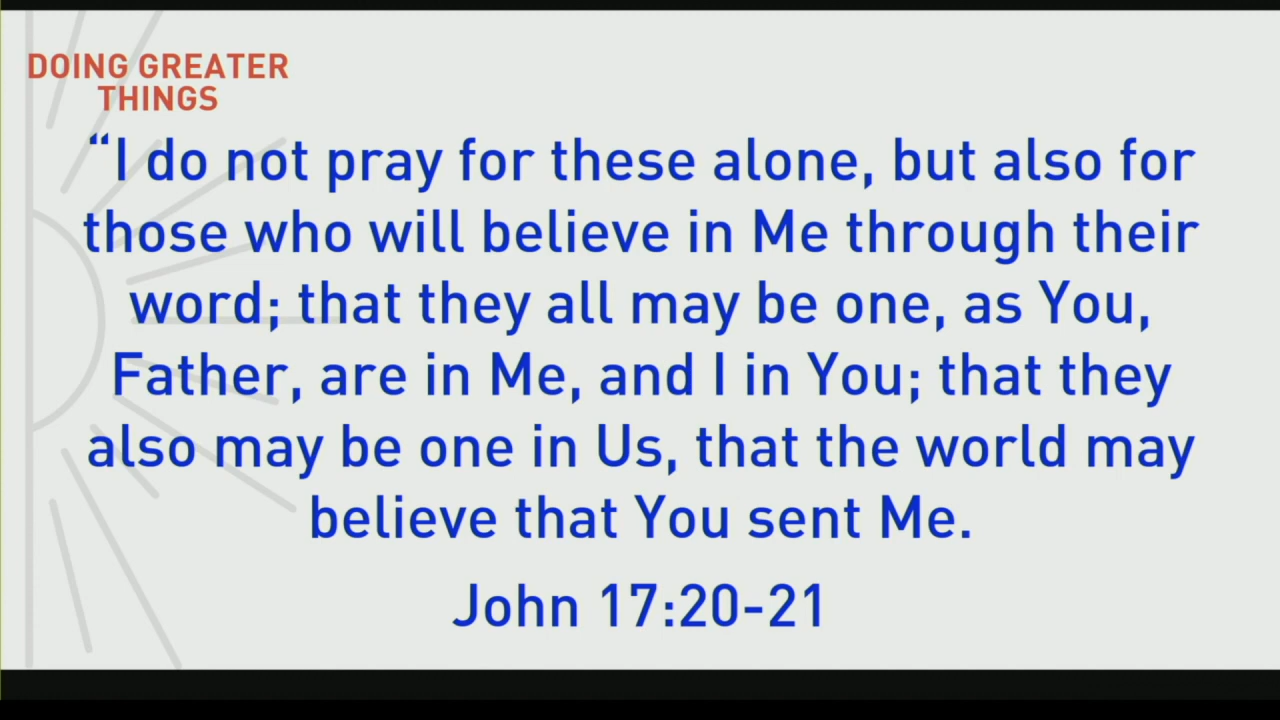 DOING GREATER
THINGS
“I do not pray for these alone, but also for
those who will believe in Me through their
word; that they all may be one, as You,
Father, are in Me, and I in You; that they
also may be one in Us, that the world may
believe that You sent Me.
John 17:20-21